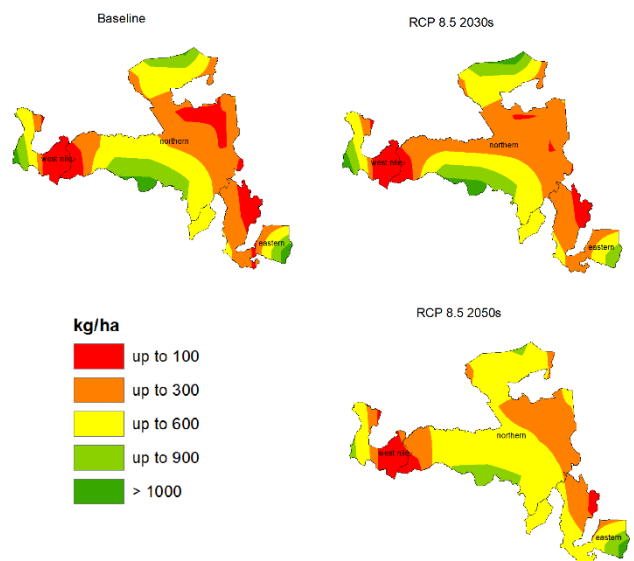 Baseline
RCP 8.5 2030s
northern
west nile
eastern
northern
west nile
eastern
RCP 8.5 2050s
kg/ha
up to 100
up to 300
up to 600
up to 900
> 1000
northern
west nile
eastern